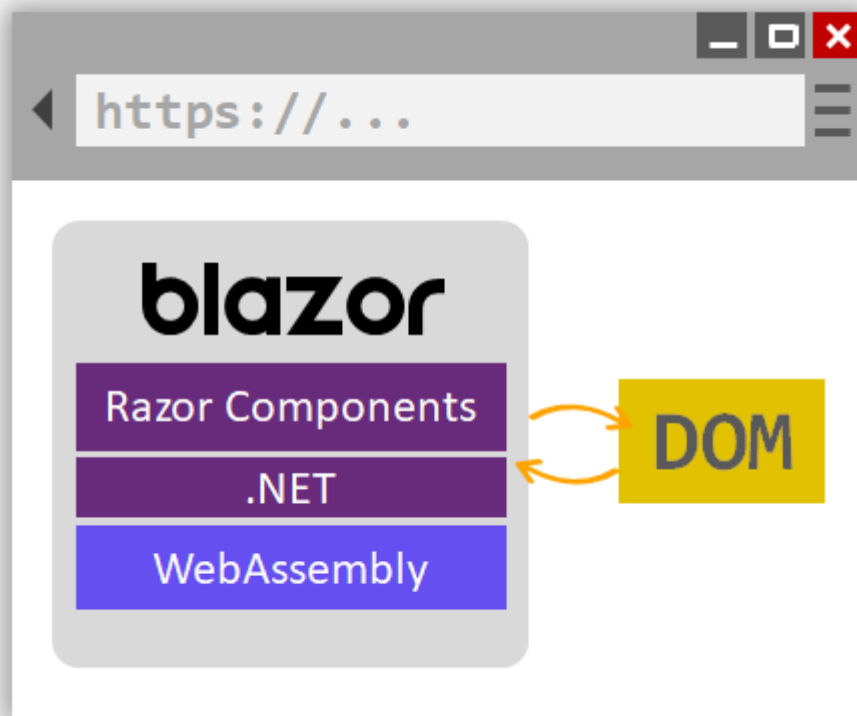 https://...
blazor
Razor Components
.NET
DOM
WebAssembly